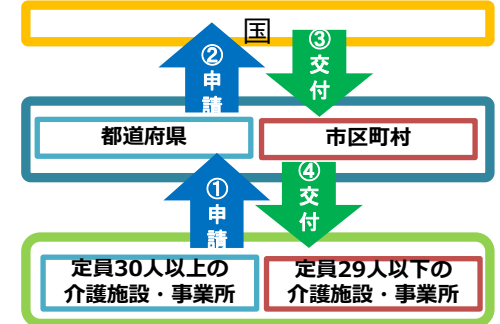 国
②
申
請
③
交
付
都道府県
市区町村
①
申
請
④
交
付
定員30人以上の
介護施設・事業所
定員29人以下の
介護施設・事業所